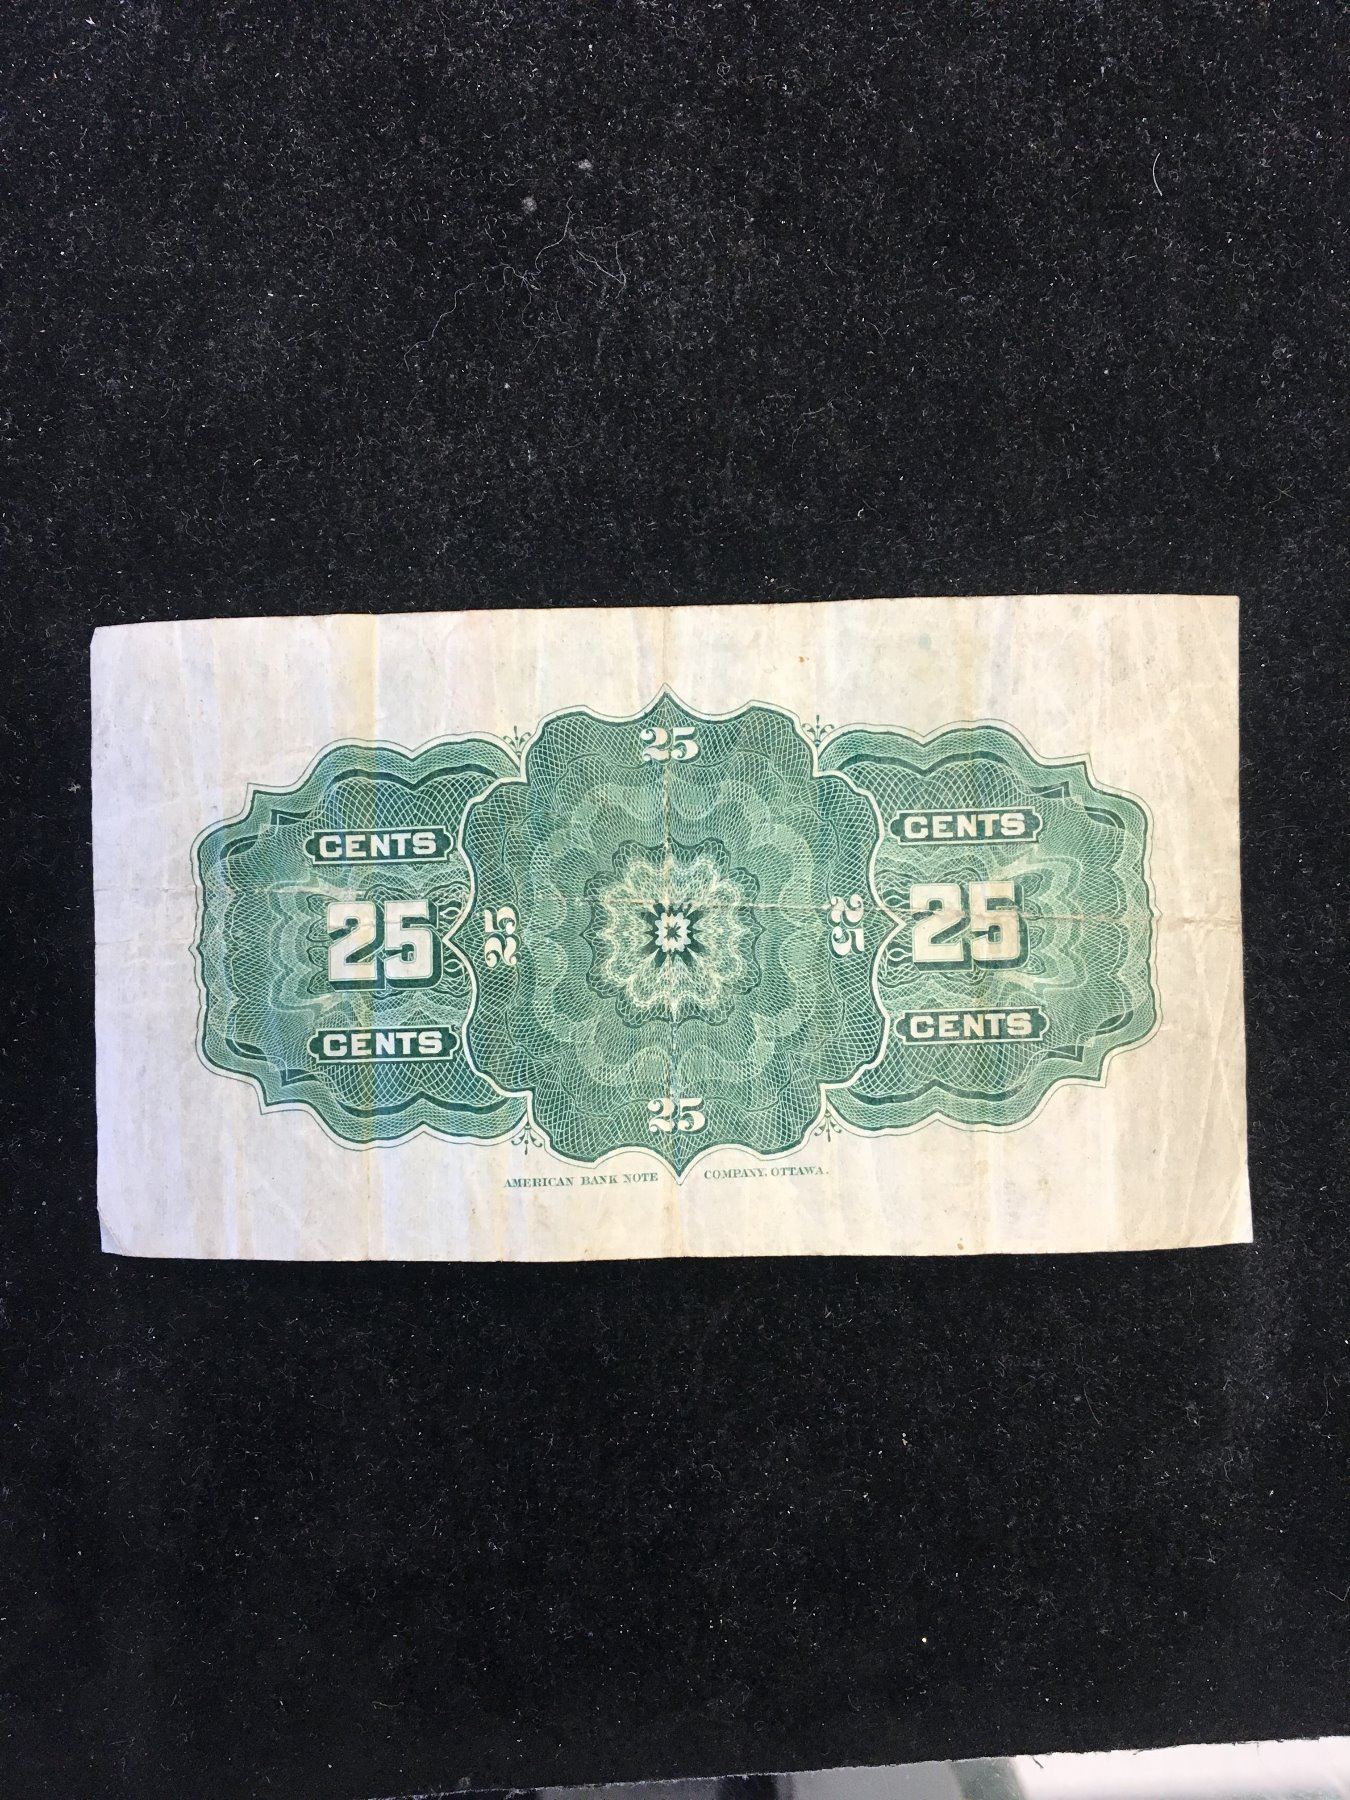 25
CENTS CENTS
25 25 25 25
CENTS CENTS
25
AMERICAN BANK NOTE COMPANY, OTTAWA.